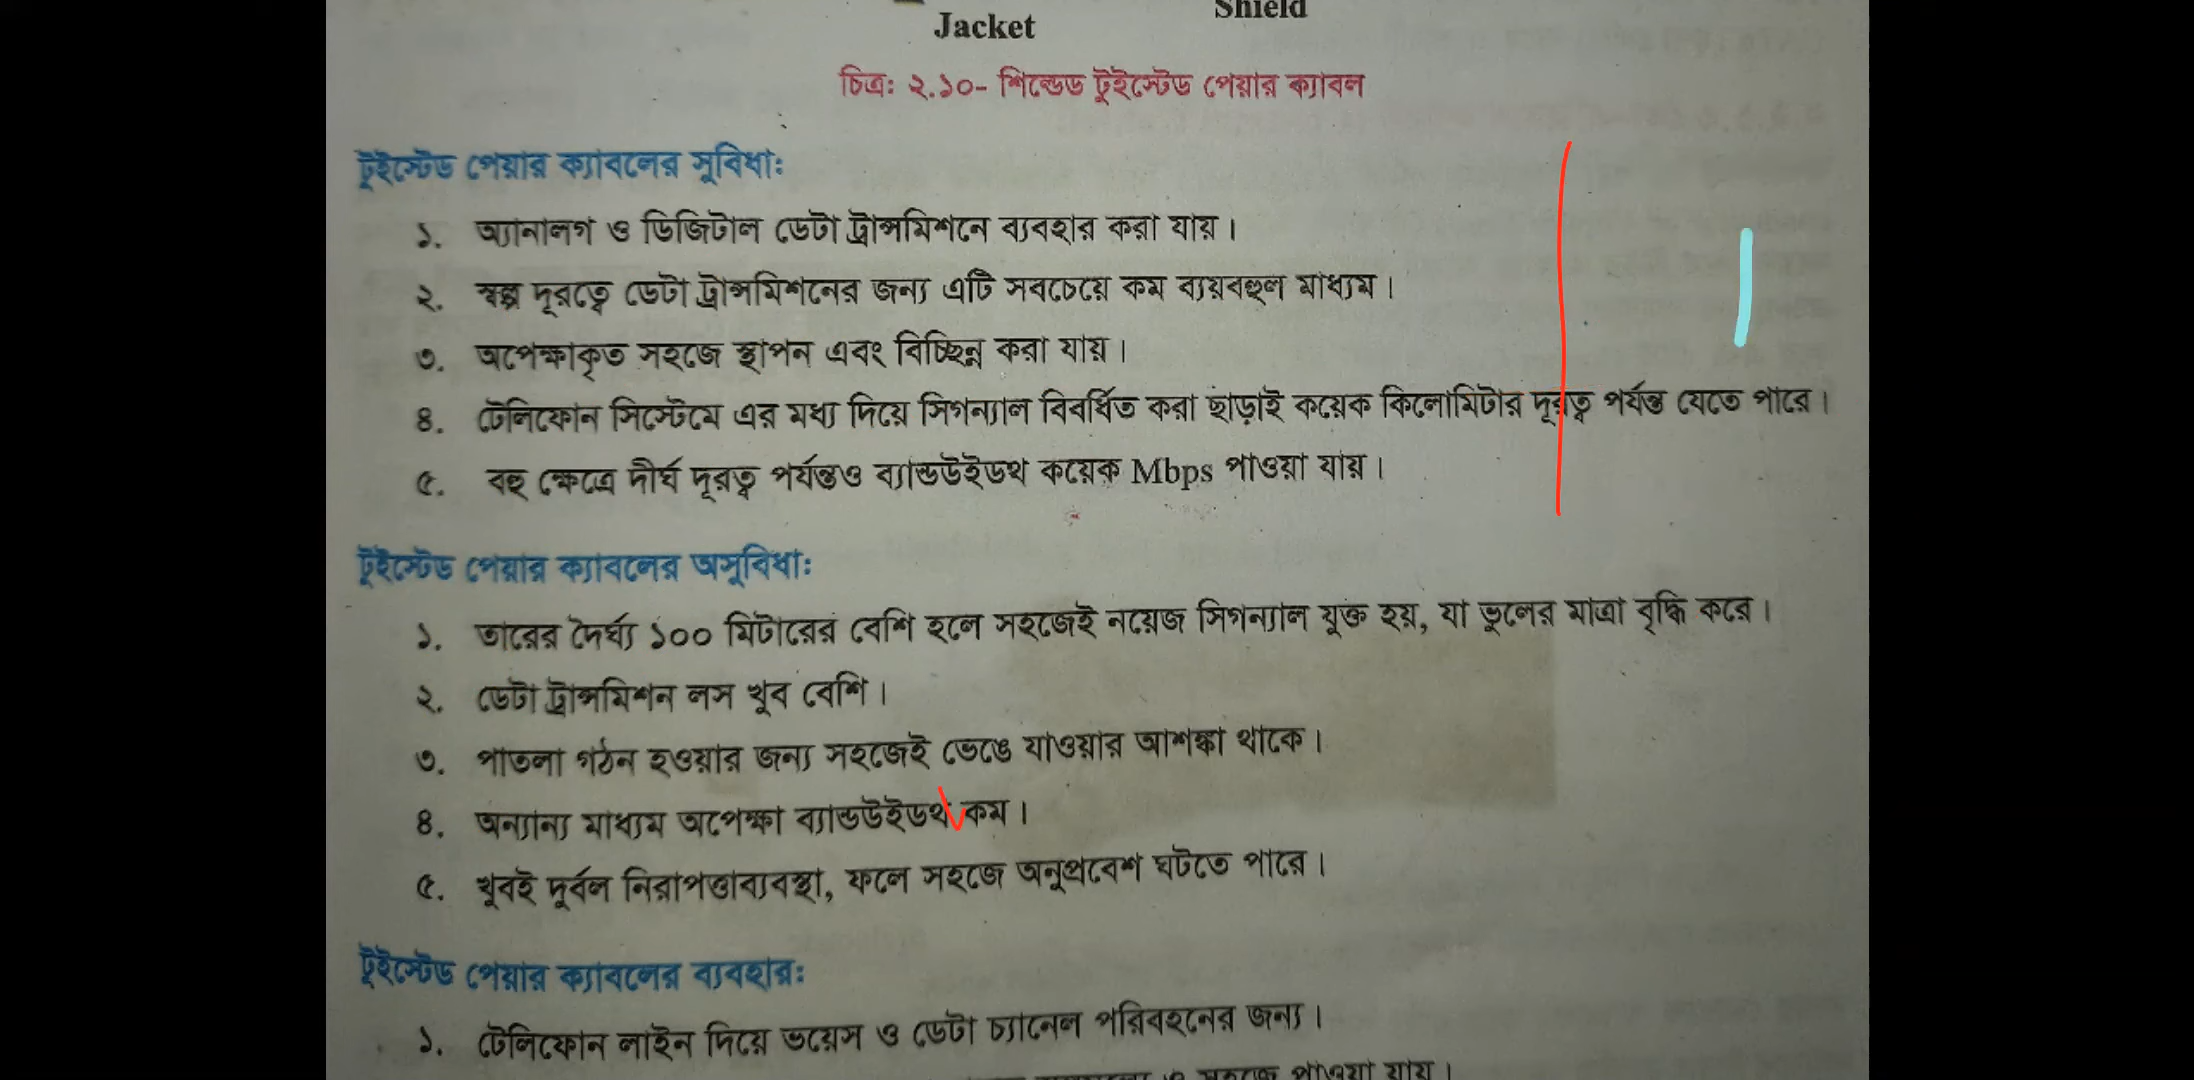 Shield
Jacket
চিত্র: ২.১০- শিল্ডেড টুইস্টেড পেয়ার ক্যাবল
টুইস্টেড পেয়ার ক্যাবলের সুবিধা:
১. অ্যানালগ ও ডিজিটাল ডেটা ট্রান্সমিশনে ব্যবহার করা যায়।
২. স্বল্প দূরত্বে ডেটা ট্রান্সমিশনের জন্য এটি সবচেয়ে কম ব্যয়বহুল মাধ্যম।
৩. অপেক্ষাকৃত সহজে স্থাপন এবং বিচ্ছিন্ন করা যায়।
৪. টেলিফোন সিস্টেমে এর মধ্য দিয়ে সিগন্যাল বিবর্ধিত করা ছাড়াই কয়েক কিলোমিটার দূরত্ব পর্যন্ত যেতে পারে।
৫. বহু ক্ষেত্রে দীর্ঘ দূরত্ব পর্যন্তও ব্যান্ডউইডথ কয়েক Mbps পাওয়া যায়।
টুইস্টেড পেয়ার ক্যাবলের অসুবিধা:
১. তারের দৈর্ঘ্য ১০০ মিটারের বেশি হলে সহজেই নয়েজ সিগন্যাল যুক্ত হয়, যা ভুলের মাত্রা বৃদ্ধি করে।
২. ডেটা ট্রান্সমিশন লস খুব বেশি।
৩. পাতলা গঠন হওয়ার জন্য সহজেই ভেঙে যাওয়ার আশঙ্কা থাকে।
৪. অন্যান্য মাধ্যম অপেক্ষা ব্যান্ডউইডথ কম।
৫. খুবই দুর্বল নিরাপত্তাব্যবস্থা, ফলে সহজে অনুপ্রবেশ ঘটতে পারে।
টুইস্টেড পেয়ার ক্যাবলের ব্যবহার:
১. টেলিফোন লাইন দিয়ে ভয়েস ও ডেটা চ্যানেল পরিবহনের জন্য।
ও সহজে পাওয়া যায়।